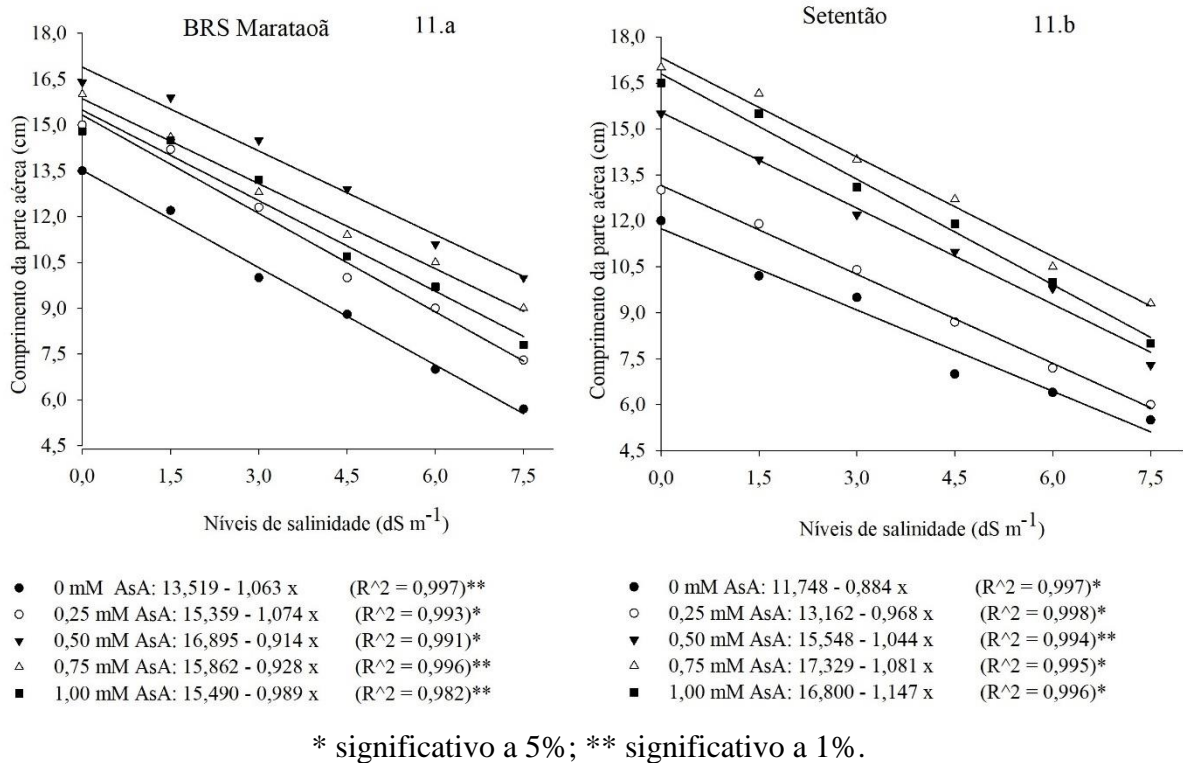 BRS Marataoã 11.a
18,0
16,5
15,0
13,5
12,0
10,5
9,0
7,5
6,0
4,5
Comprimento da parte aérea (cm)
0,0 1,5 3,0 4,5 6,0 7,5
Níveis de salinidade (dS m-1)
0 mM AsA: 13,519 - 1,063 x (R^2 = 0,997)**
0,25 mM AsA: 15,359 - 1,074 x (R^2 = 0,993)*
0,50 mM AsA: 16,895 - 0,914 x (R^2 = 0,991)*
0,75 mM AsA: 15,862 - 0,928 x (R^2 = 0,996)**
1,00 mM AsA: 15,490 - 0,989 x (R^2 = 0,982)**
Setentão 11.b
18,0
16,5
15,0
13,5
12,0
10,5
9,0
7,5
6,0
4,5
Comprimento da parte aérea (cm)
0,0 1,5 3,0 4,5 6,0 7,5
Níveis de salinidade (dS m-1)
0 mM AsA: 11,748 - 0,884 x (R^2 = 0,997)*
0,25 mM AsA: 13,162 - 0,968 x (R^2 = 0,998)*
0,50 mM AsA: 15,548 - 1,044 x (R^2 = 0,994)**
0,75 mM AsA: 17,329 - 1,081 x (R^2 = 0,995)*
1,00 mM AsA: 16,800 - 1,147 x (R^2 = 0,996)*
* significativo a 5%; ** significativo a 1%.